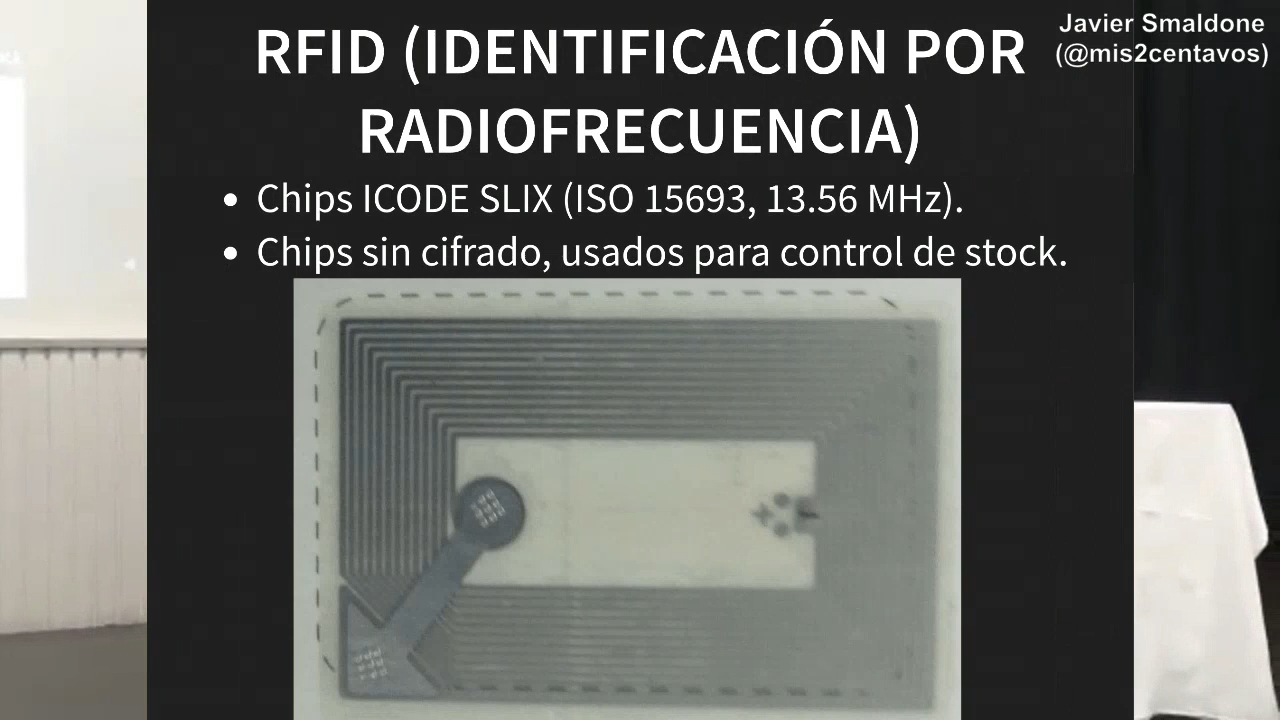 RFID (IDENTIFICACIÓN POR
RADIOFRECUENCIA)
Javier Smaldone
(@mis2centavos)
• Chips ICODE SLIX (ISO 15693, 13.56 MHz).
• Chips sin cifrado, usados para control de stock.